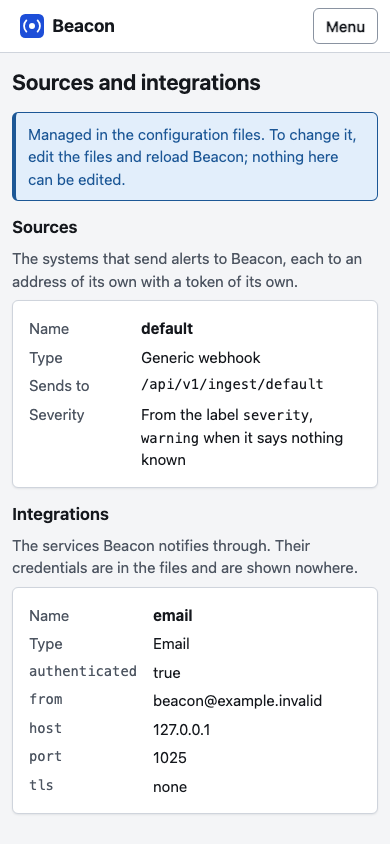 Beacon
Menu
Sources and integrations
Managed in the configuration files. To change it,
edit the files and reload Beacon; nothing here
can be edited.
Sources
The systems that send alerts to Beacon, each to an
address of its own with a token of its own.
Name default
Type Generic webhook
Sends to /api/v1/ingest/default
Severity From the label severity,
warning when it says nothing
known
Integrations
The services Beacon notifies through. Their
credentials are in the files and are shown nowhere.
Name email
Type Email
authenticated true
from beacon@example.invalid
host 127.0.0.1
port 1025
tls none